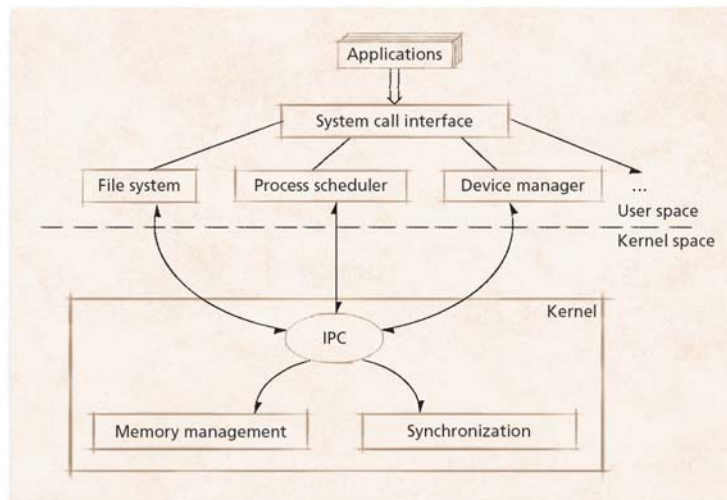 Applications
System call interface
File system
Process scheduler
Device manager
...
User space
Kernel space
Kernel
IPC
Memory management
Synchronization